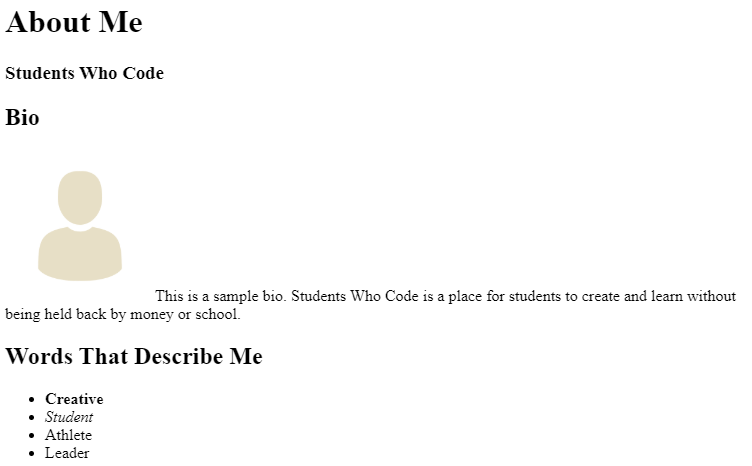 About Me
Students Who Code
Bio
This is a sample bio. Students Who Code is a place for students to create and learn without
being held back by money or school.
Words That Describe Me
Creative
Student
Athlete
Leader